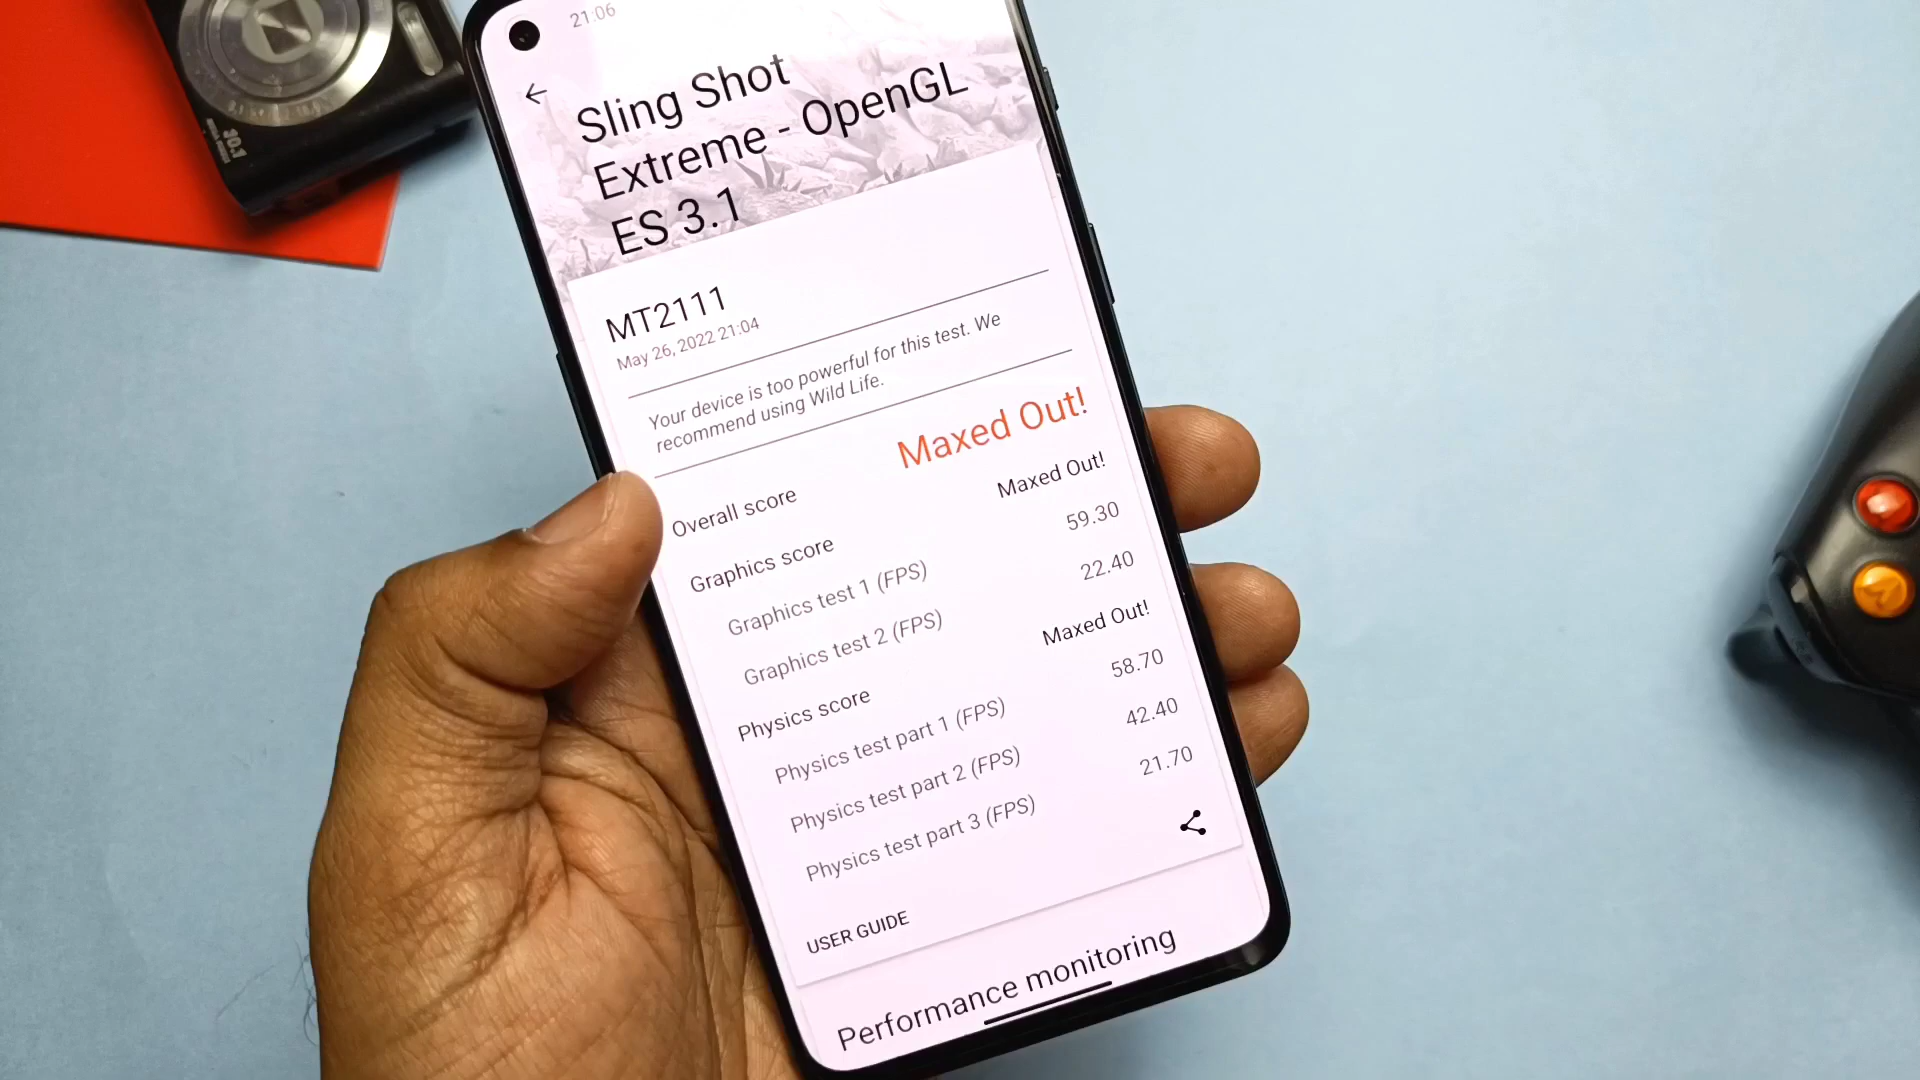 21:06
Sling Shot
Extreme - OpenGL
ES 3.1
MT2111
May 26, 2022 21:04
Your device is too powerful for this test. We
recommend using Wild Life.
Maxed Out!
Overall score
Maxed Out!
Graphics score
59.30
Graphics test 1 (FPS)
22.40
Graphics test 2 (FPS)
Maxed Out!
Physics score
58.70
Physics test part 1 (FPS)
42.40
Physics test part 2 (FPS)
21.70
Physics test part 3 (FPS)
USER GUIDE
Performance monitoring
10.1